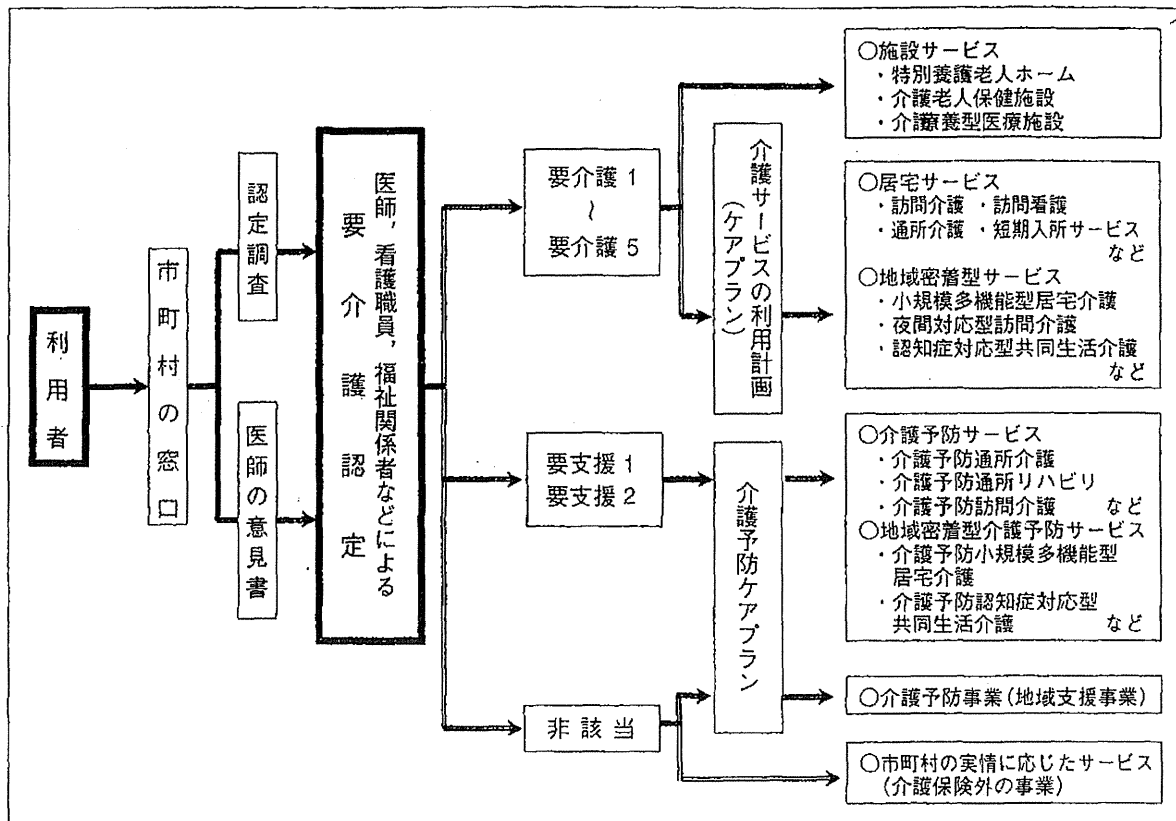 利用者
市町村の窓口
認定調査
医師の意見書
医師,看護職員,福祉関係者などによる
要介護認定
要介護1
～
要介護5
要支援1
要支援2
非該当
介護サービスの利用計画
(ケアプラン)
介護予防ケアプラン
○施設サービス
・特別養護老人ホーム
・介護老人保健施設
・介護療養型医療施設
○居宅サービス
・訪問介護 ・訪問看護
・通所介護 ・短期入所サービス
など
○地域密着型サービス
・小規模多機能型居宅介護
・夜間対応型訪問介護
・認知症対応型共同生活介護
など
○介護予防サービス
・介護予防通所介護
・介護予防通所リハビリ
・介護予防訪問介護 など
○地域密着型介護予防サービス
・介護予防小規模多機能型
居宅介護
・介護予防認知症対応型
共同生活介護 など
○介護予防事業(地域支援事業)
○市町村の実情に応じたサービス
(介護保険外の事業)